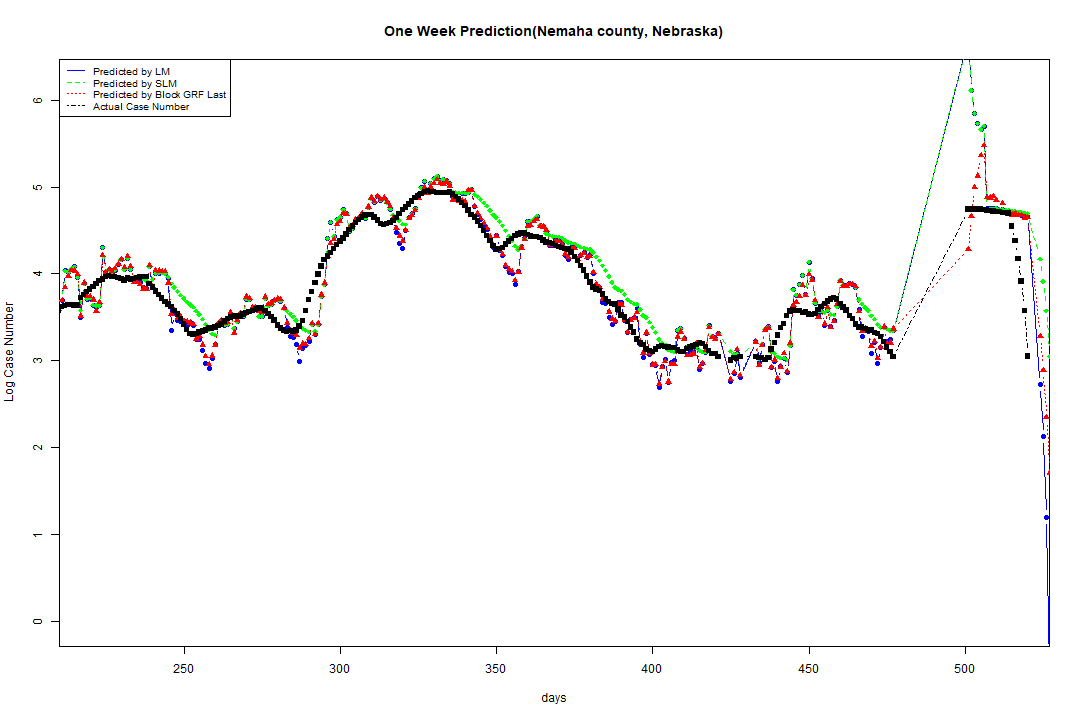 One Week Prediction(Nemaha county, Nebraska)
Predicted by LM
Predicted by SLM
Predicted by Block GRF Last
Actual Case Number
6
5
4
3
2
1
0
Log Case Number
250 300 350 400 450 500
days